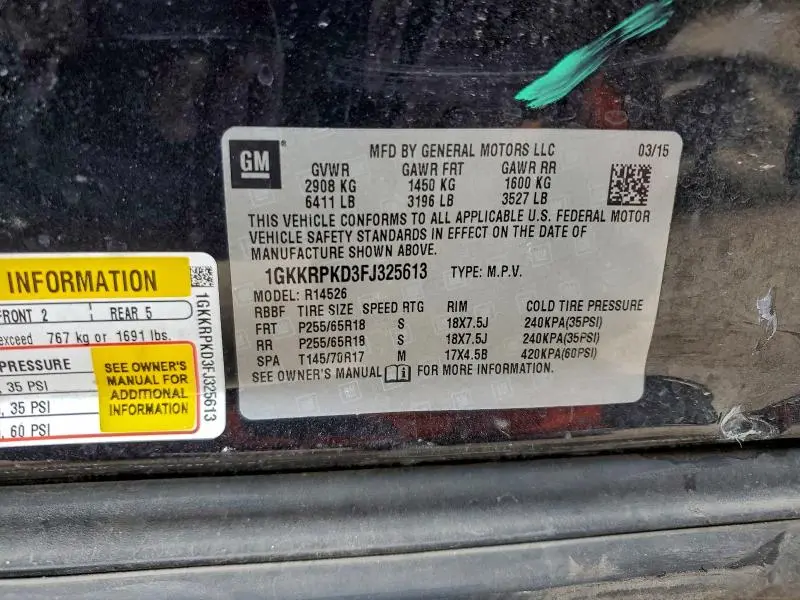 GM
MFD BY GENERAL MOTORS LLC
03/15
GVWR GAWR FRT GAWR RR
2908 KG 1450 KG 1600 KG
6411 LB 3196 LB 3527 LB
THIS VEHICLE CONFORMS TO ALL APPLICABLE U.S. FEDERAL MOTOR
VEHICLE SAFETY STANDARDS IN EFFECT ON THE DATE OF
MANUFACTURE SHOWN ABOVE.
1GKKRPKD3FJ325613 TYPE: M.P.V.
MODEL: R14526
RBBF TIRE SIZE SPEED RTG RIM COLD TIRE PRESSURE
FRT P255/65R18 S 18X7.5J 240KPA(35PSI)
RR P255/65R18 S 18X7.5J 240KPA(35PSI)
SPA T145/70R17 M 17X4.5B 420KPA(60PSI)
SEE OWNER'S MANUAL FOR MORE INFORMATION.
INFORMATION
FRONT 2 REAR 5
exceed 767 kg or 1691 lbs.
PRESSURE
, 35 PSI
, 35 PSI
, 60 PSI
SEE OWNER'S
MANUAL FOR
ADDITIONAL
INFORMATION
1GKKRPKD3FJ325613